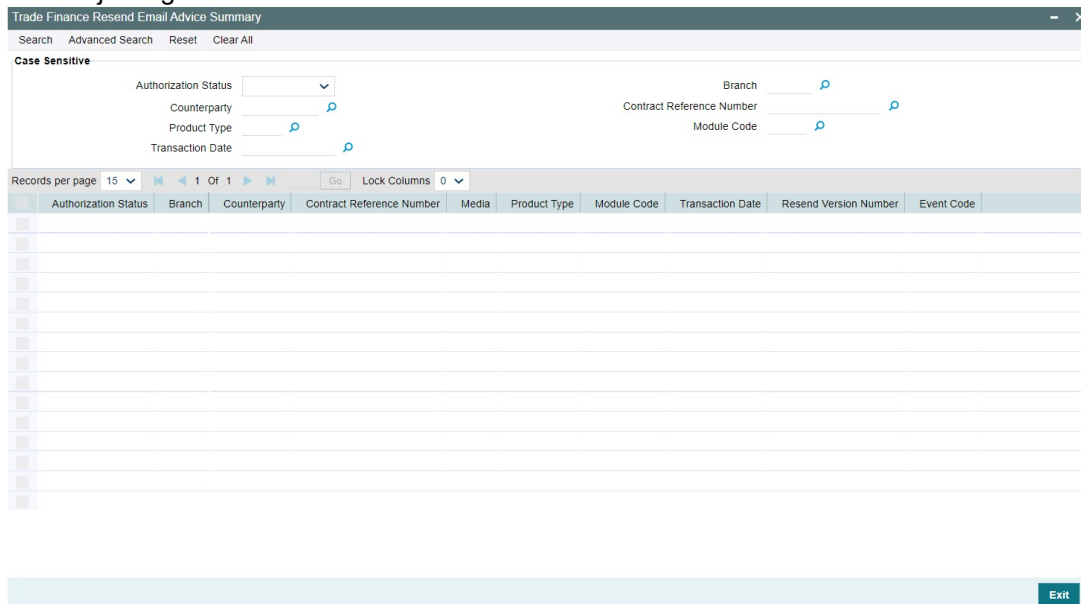 Trade Finance Resend Email Advice Summary
Search Advanced Search Reset Clear All
Case Sensitive
Authorization Status Branch
Counterparty Contract Reference Number
Product Type Module Code
Transaction Date
Records per page 15 1 Of 1 Go Lock Columns 0
Authorization Status Branch Counterparty Contract Reference Number Media Product Type Module Code Transaction Date Resend Version Number Event Code
Exit